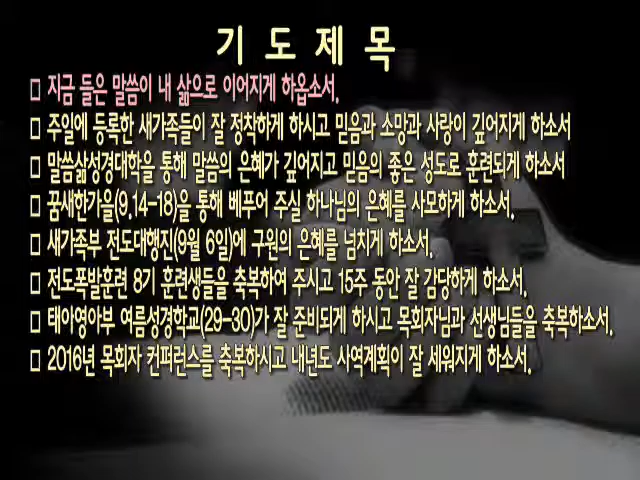 기 도 제 목
□ 지금 들은 말씀이 내 삶으로 이어지게 하옵소서.
□ 주일에 등록한 새가족들이 잘 정착하게 하시고 믿음과 소망과 사랑이 깊어지게 하소서
□ 말씀삶성경대학을 통해 말씀의 은혜가 깊어지고 믿음의 좋은 성도로 훈련되게 하소서
□ 꿈새한가을(9.14-18)을 통해 베푸어 주실 하나님의 은혜를 사모하게 하소서.
□ 새가족부 전도대행진(9월 6일)에 구원의 은혜를 넘치게 하소서.
□ 전도폭발훈련 8기 훈련생들을 축복하여 주시고 15주 동안 잘 감당하게 하소서.
□ 태아영아부 여름성경학교(29-30)가 잘 준비되게 하시고 목회자님과 선생님들을 축복하소서.
□ 2016년 목회자 컨퍼런스를 축복하시고 내년도 사역계획이 잘 세워지게 하소서.